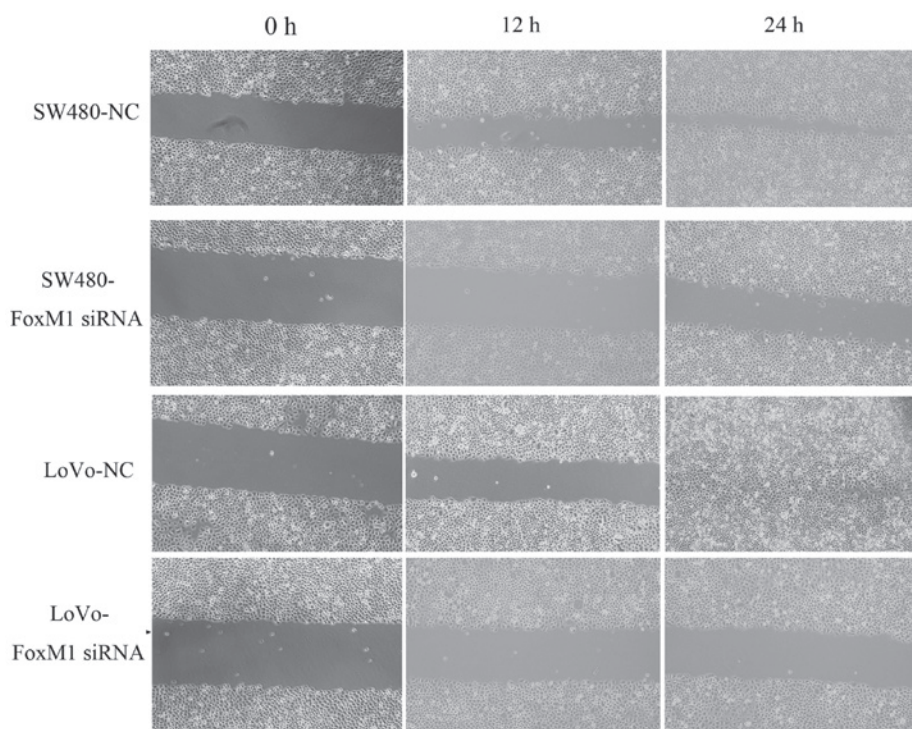 0 h
12 h
24 h
SW480-NC
SW480-
FoxM1 siRNA
LoVo-NC
LoVo-
FoxM1 siRNA